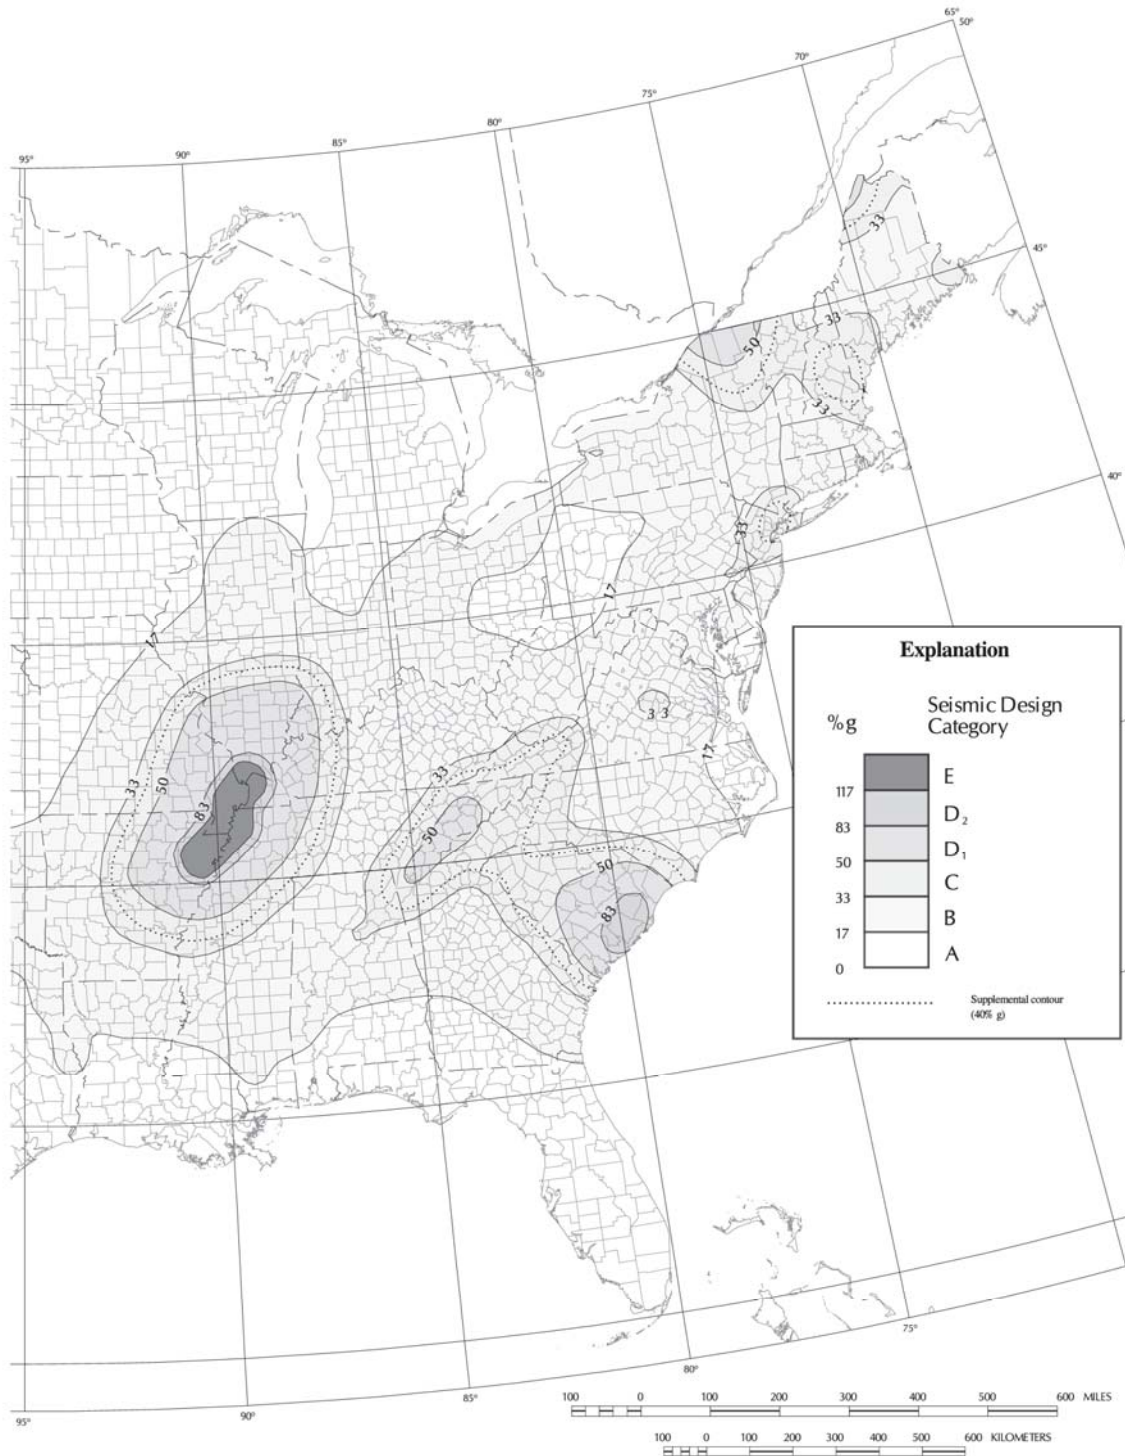 65°
50°
70°
75°
80°
85°
90°
95°
33
45°
33
50
33
40°
33
17
17
Explanation
%g
Seismic Design
Category
33
17
E
117
D2
83
D1
50
C
33
B
17
A
0
Supplemental contour
(40% g)
33
50
83
33
50
50
83
75°
80°
85°
90°
95°
100 0 100 200 300 400 500 600 MILES
100 0 100 200 300 400 500 600 KILOMETERS